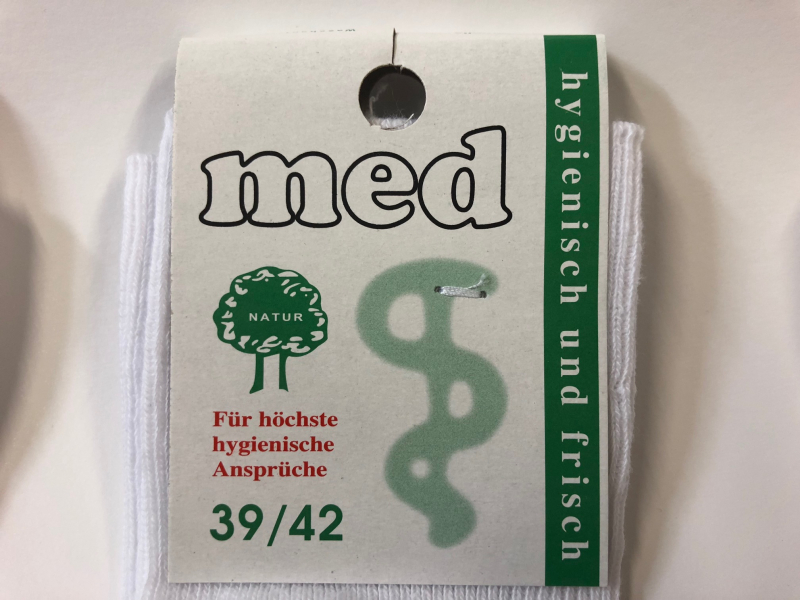 med
NATUR
Für höchste
hygienische
Ansprüche
39/42
hygienisch und frisch